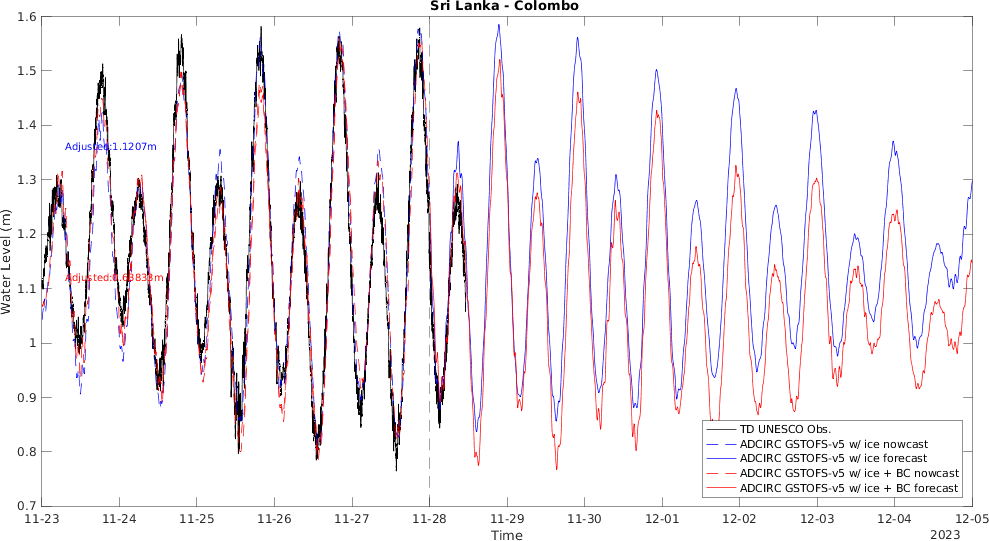 Sri Lanka - Colombo
Water Level (m)
1.6
1.5
1.4
1.3
1.2
1.1
1
0.9
0.8
0.7
Adjusted:1.1207m
TD UNESCO Obs.
ADCIRC GSTOFS-v5 w/ ice nowcast
ADCIRC GSTOFS-v5 w/ ice forecast
ADCIRC GSTOFS-v5 w/ ice + BC nowcast
ADCIRC GSTOFS-v5 w/ ice + BC forecast
11-23 11-24 11-25 11-26 11-27 11-28 11-29 11-30 12-01 12-02 12-03 12-04 12-05
Time
2023